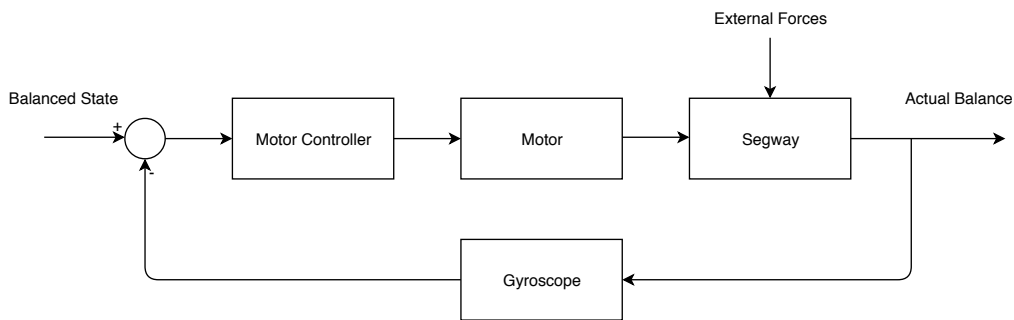 External Forces
Balanced State
Actual Balance
+
Motor Controller
Motor
Segway
-
Gyroscope